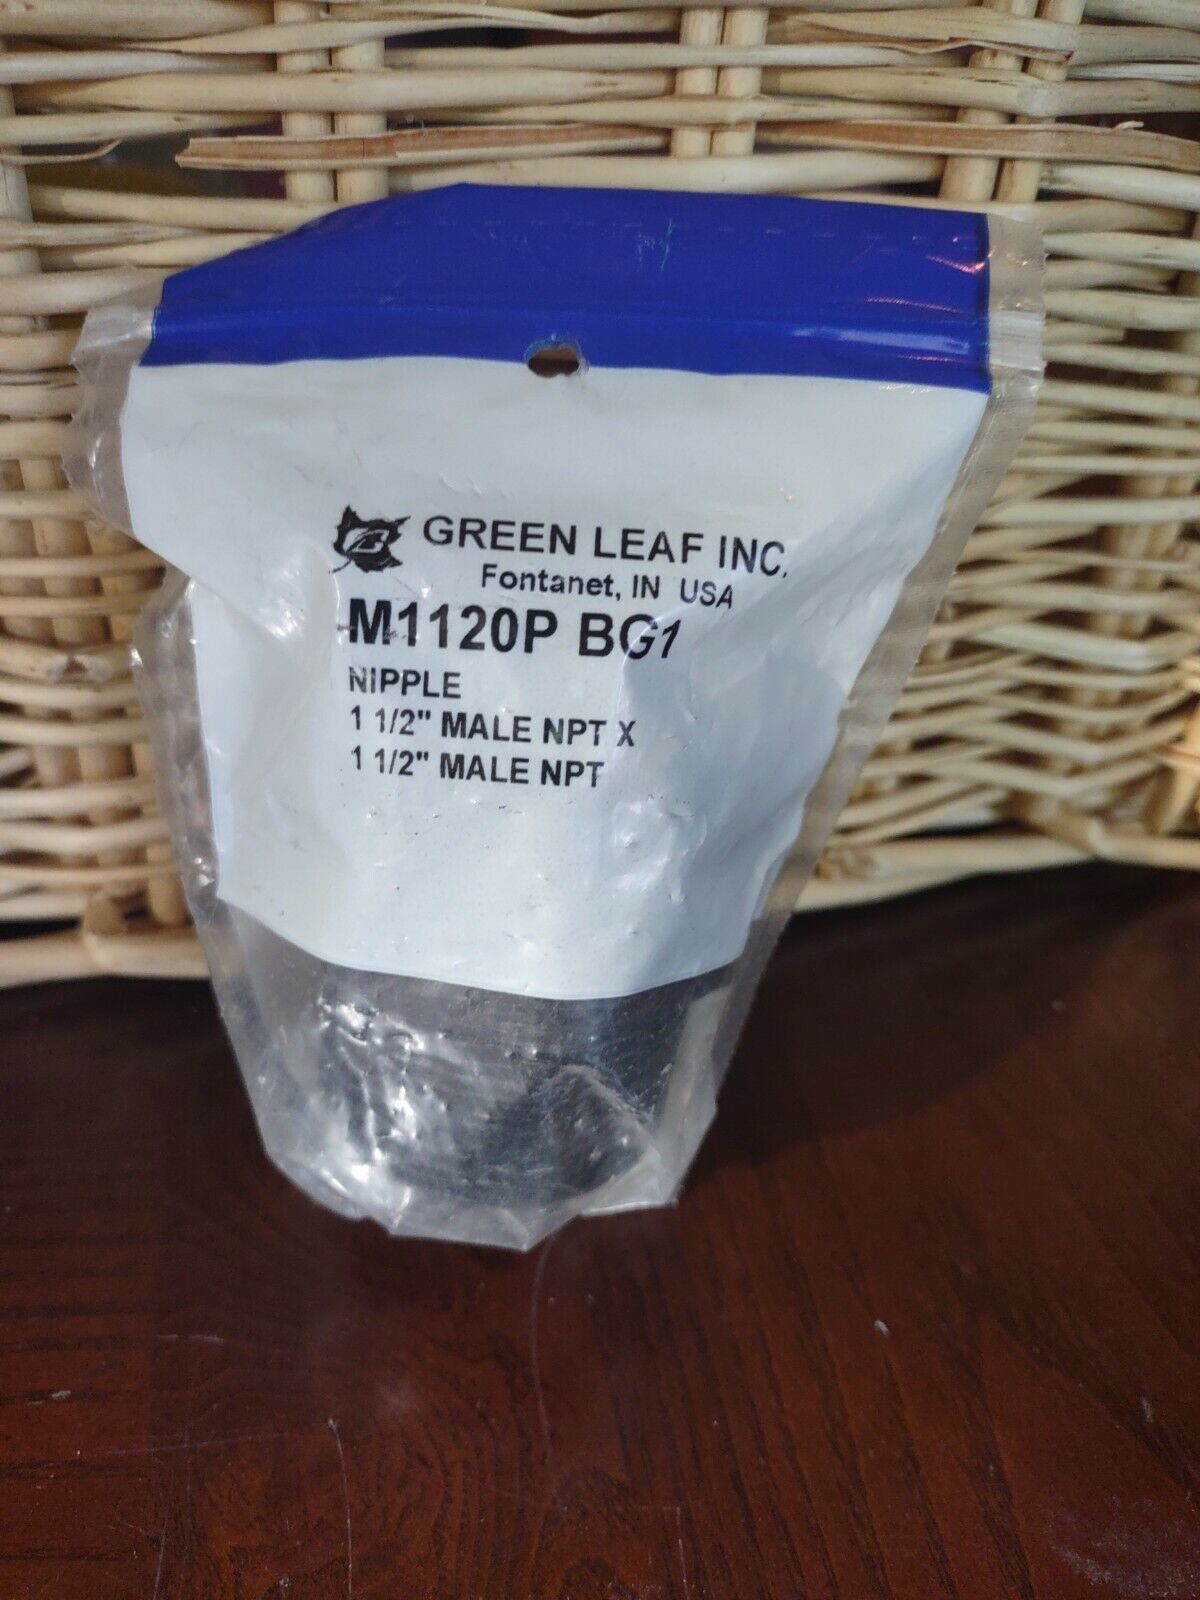 GREEN LEAF INC.
Fontanet, IN USA
M1120P BG1
NIPPLE
1 1/2" MALE NPT X
1 1/2" MALE NPT